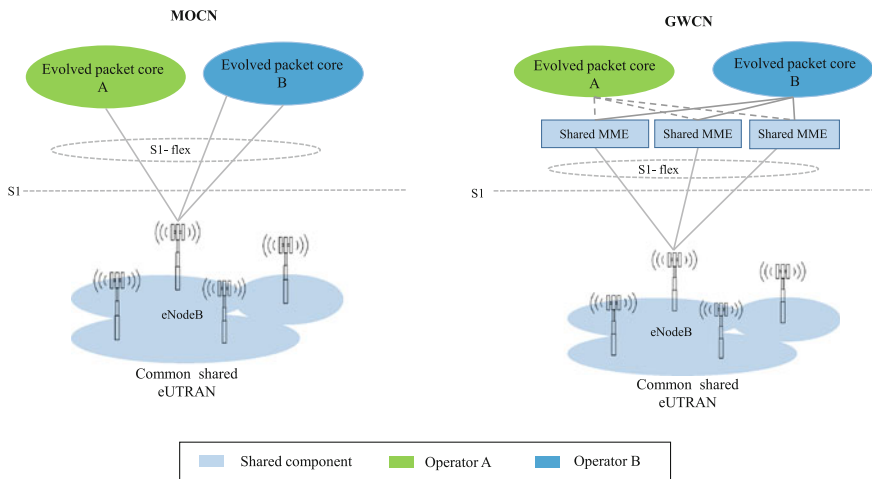 MOCN
Evolved packet core
A
Evolved packet core
B
S1- flex
S1
eNodeB
Common shared
eUTRAN
GWCN
Evolved packet core
A
Evolved packet core
B
Shared MME
Shared MME
Shared MME
S1- flex
S1
eNodeB
Common shared
eUTRAN
Shared component
Operator A
Operator B